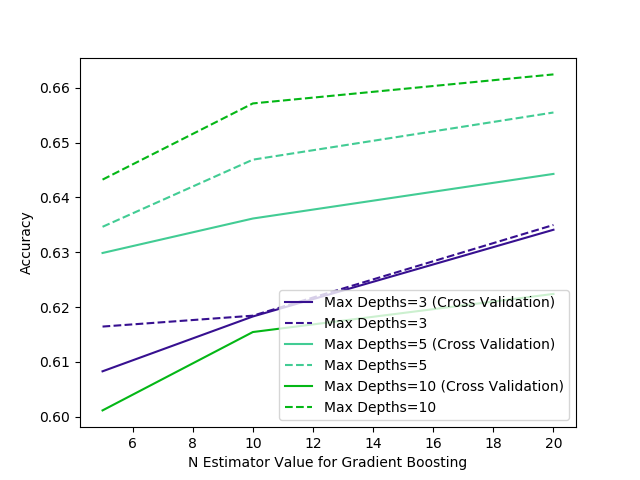 0.66
0.65
0.64
0.63
0.62
0.61
0.60
Accuracy
Max Depths=3 (Cross Validation)
Max Depths=3
Max Depths=5 (Cross Validation)
Max Depths=5
Max Depths=10 (Cross Validation)
Max Depths=10
6 8 10 12 14 16 18 20
N Estimator Value for Gradient Boosting